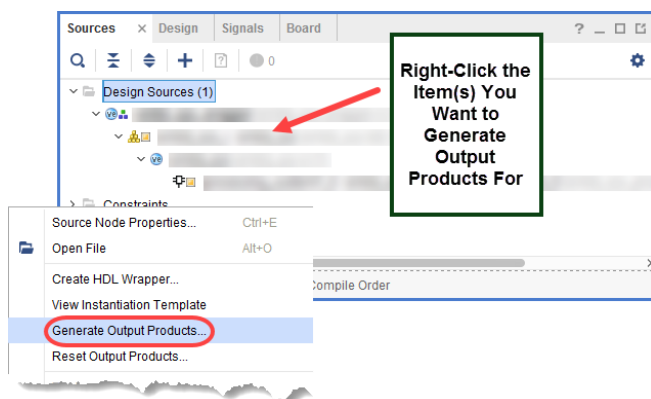 Sources × Design Signals Board ? _
0
Design Sources (1)
Constraints
Right-Click the
Item(s) You
Want to
Generate
Output
Products For
Source Node Properties... Ctrl+E
Open File Alt+O
Create HDL Wrapper...
View Instantiation Template
Generate Output Products...
Reset Output Products...
Compile Order